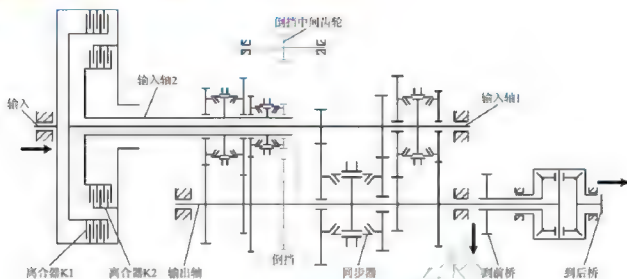 倒挡中间齿轮
输入轴2
输入
输入轴1
离合器K1
离合器K2
输出轴
倒挡
同步器
到前桥
到后桥